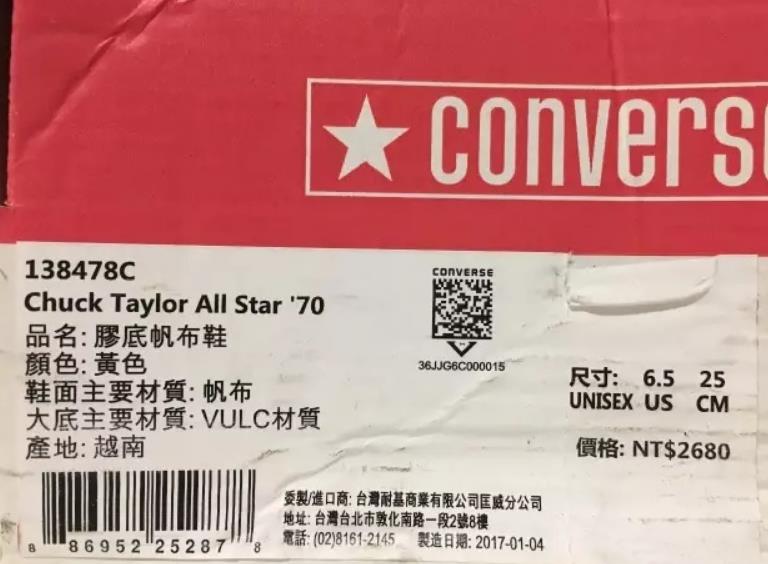 CONVERSE
138478C
Chuck Taylor All Star '70
品名: 膠底帆布鞋
顏色: 黃色
鞋面主要材質: 帆布
大底主要材質: VULC材質
產地: 越南
CONVERSE
36JJG6C000015
尺寸: 6.5 25
UNISEX US CM
價格: NT$2680
8 86952 25287 8
委製/進口商: 台灣耐基商業有限公司匡威分公司
地址: 台灣台北市敦化南路一段2號8樓
電話: (02)8161-2145 製造日期: 2017-01-04